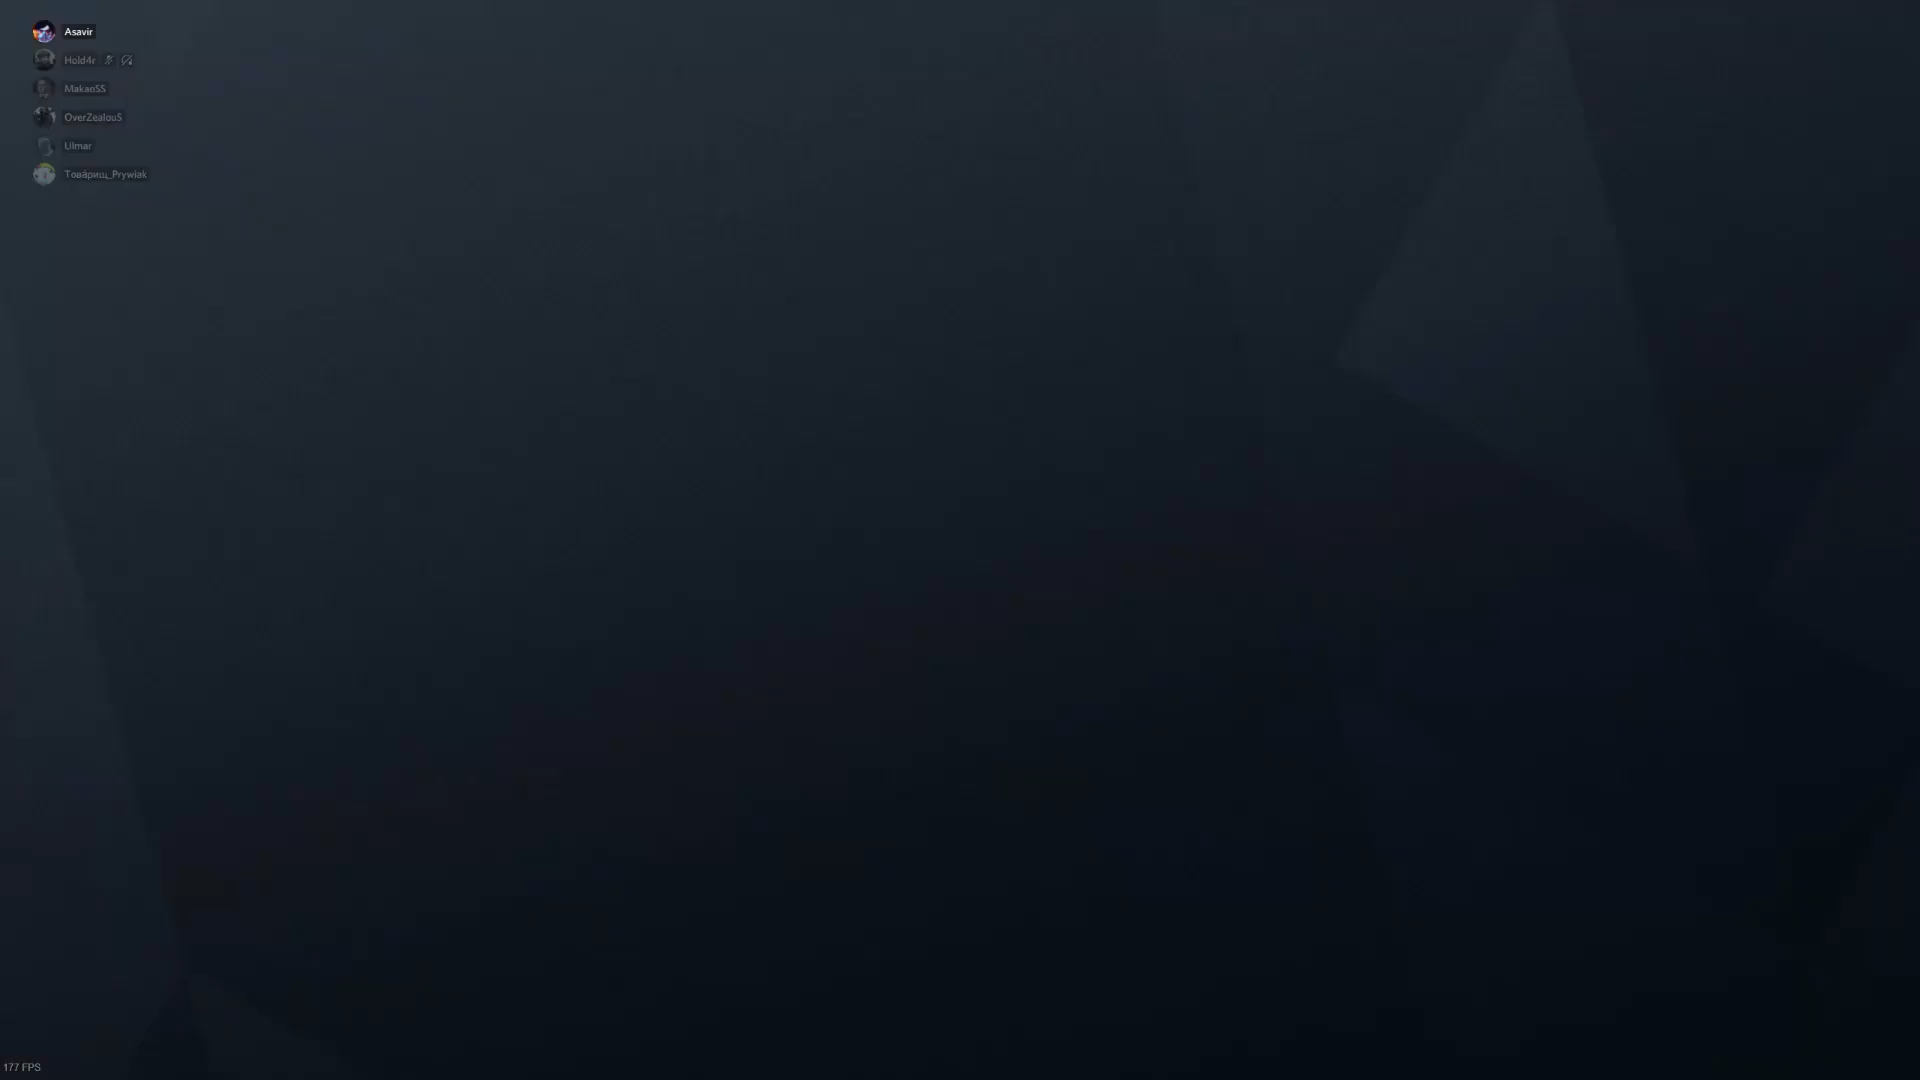 Asavir
Hold4r
MakaoSS
OverZealouS
Ulmar
Товарищ_Prywiak
177 FPS